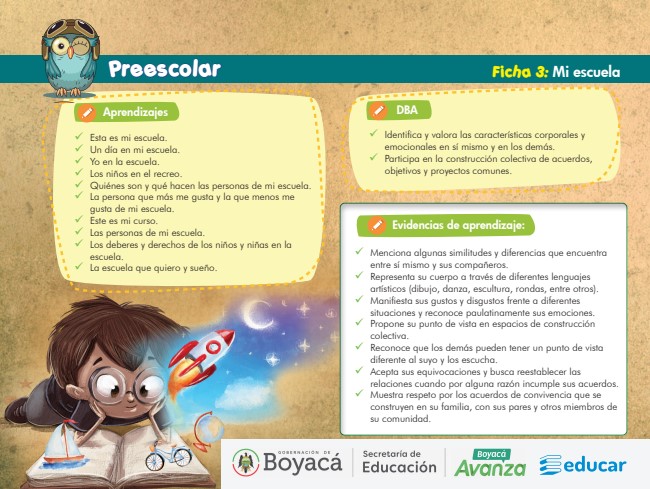 Preescolar
Ficha 3: Mi escuela
Aprendizajes
Esta es mi escuela.
Un día en mi escuela.
Yo en la escuela.
Los niños en el recreo.
Quiénes son y qué hacen las personas de mi escuela.
La persona que más me gusta y la que menos me
gusta de mi escuela.
Este es mi curso.
Las personas de mi escuela.
Los deberes y derechos de los niños y niñas en la
escuela.
La escuela que quiero y sueño.
DBA
Identifica y valora las características corporales y
emocionales en sí mismo y en los demás.
Participa en la construcción colectiva de acuerdos,
objetivos y proyectos comunes.
Evidencias de aprendizaje:
Menciona algunas similitudes y diferencias que encuentra
entre sí mismo y sus compañeros.
Representa su cuerpo a través de diferentes lenguajes
artísticos (dibujo, danza, escultura, rondas, entre otros).
Manifiesta sus gustos y disgustos frente a diferentes
situaciones y reconoce paulatinamente sus emociones.
Propone su punto de vista en espacios de construcción
colectiva.
Reconoce que los demás pueden tener un punto de vista
diferente al suyo y los escucha.
Acepta sus equivocaciones y busca reestablecer las
relaciones cuando por alguna razón incumple sus acuerdos.
Muestra respeto por los acuerdos de convivencia que se
construyen en su familia, con sus pares y otros miembros de
su comunidad.
GOBERNACIÓN DE
Boyacá
Secretaría de
Educación
Boyacá
Avanza
educar